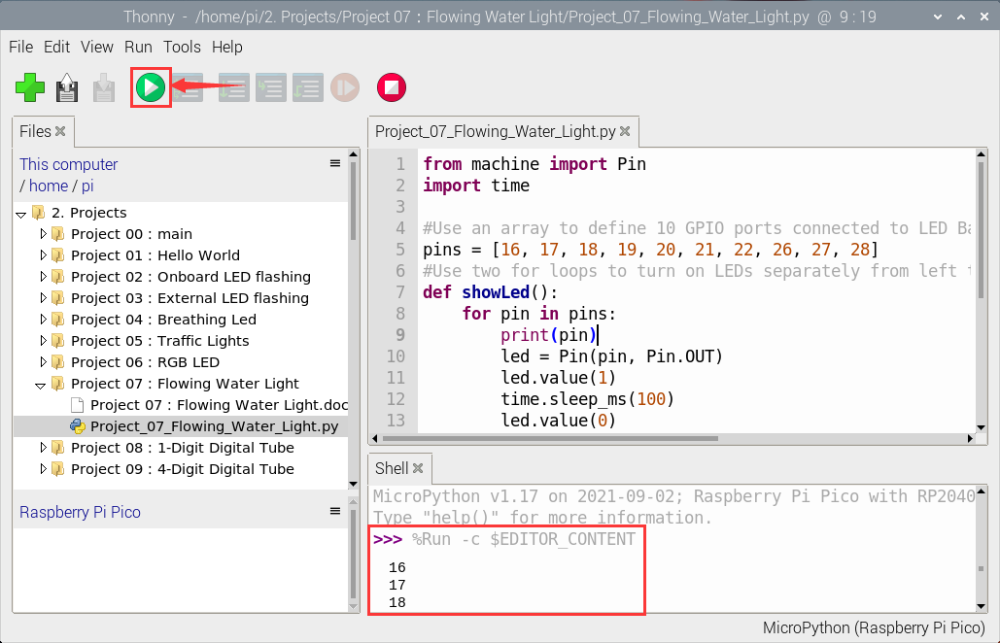 Thonny - /home/pi/2. Projects/Project 07 : Flowing Water Light/Project_07_Flowing_Water_Light.py @ 9 : 19
File Edit View Run Tools Help
Files
This computer
/ home / pi
2. Projects
Project 00 : main
Project 01 : Hello World
Project 02 : Onboard LED flashing
Project 03 : External LED flashing
Project 04 : Breathing Led
Project 05 : Traffic Lights
Project 06 : RGB LED
Project 07 : Flowing Water Light
Project 07 : Flowing Water Light.doc
Project_07_Flowing_Water_Light.py
Project 08 : 1-Digit Digital Tube
Project 09 : 4-Digit Digital Tube
Raspberry Pi Pico
Project_07_Flowing_Water_Light.py
1 from machine import Pin
2 import time
3
4 #Use an array to define 10 GPIO ports connected to LED Ba
5 pins = [16, 17, 18, 19, 20, 21, 22, 26, 27, 28]
6 #Use two for loops to turn on LEDs separately from left t
7 def showLed():
8 for pin in pins:
9 print(pin)
10 led = Pin(pin, Pin.OUT)
11 led.value(1)
12 time.sleep_ms(100)
13 led.value(0)
Shell
MicroPython v1.17 on 2021-09-02; Raspberry Pi Pico with RP2040
Type "help()" for more information.
>>> %Run -c $EDITOR_CONTENT
16
17
18
MicroPython (Raspberry Pi Pico)